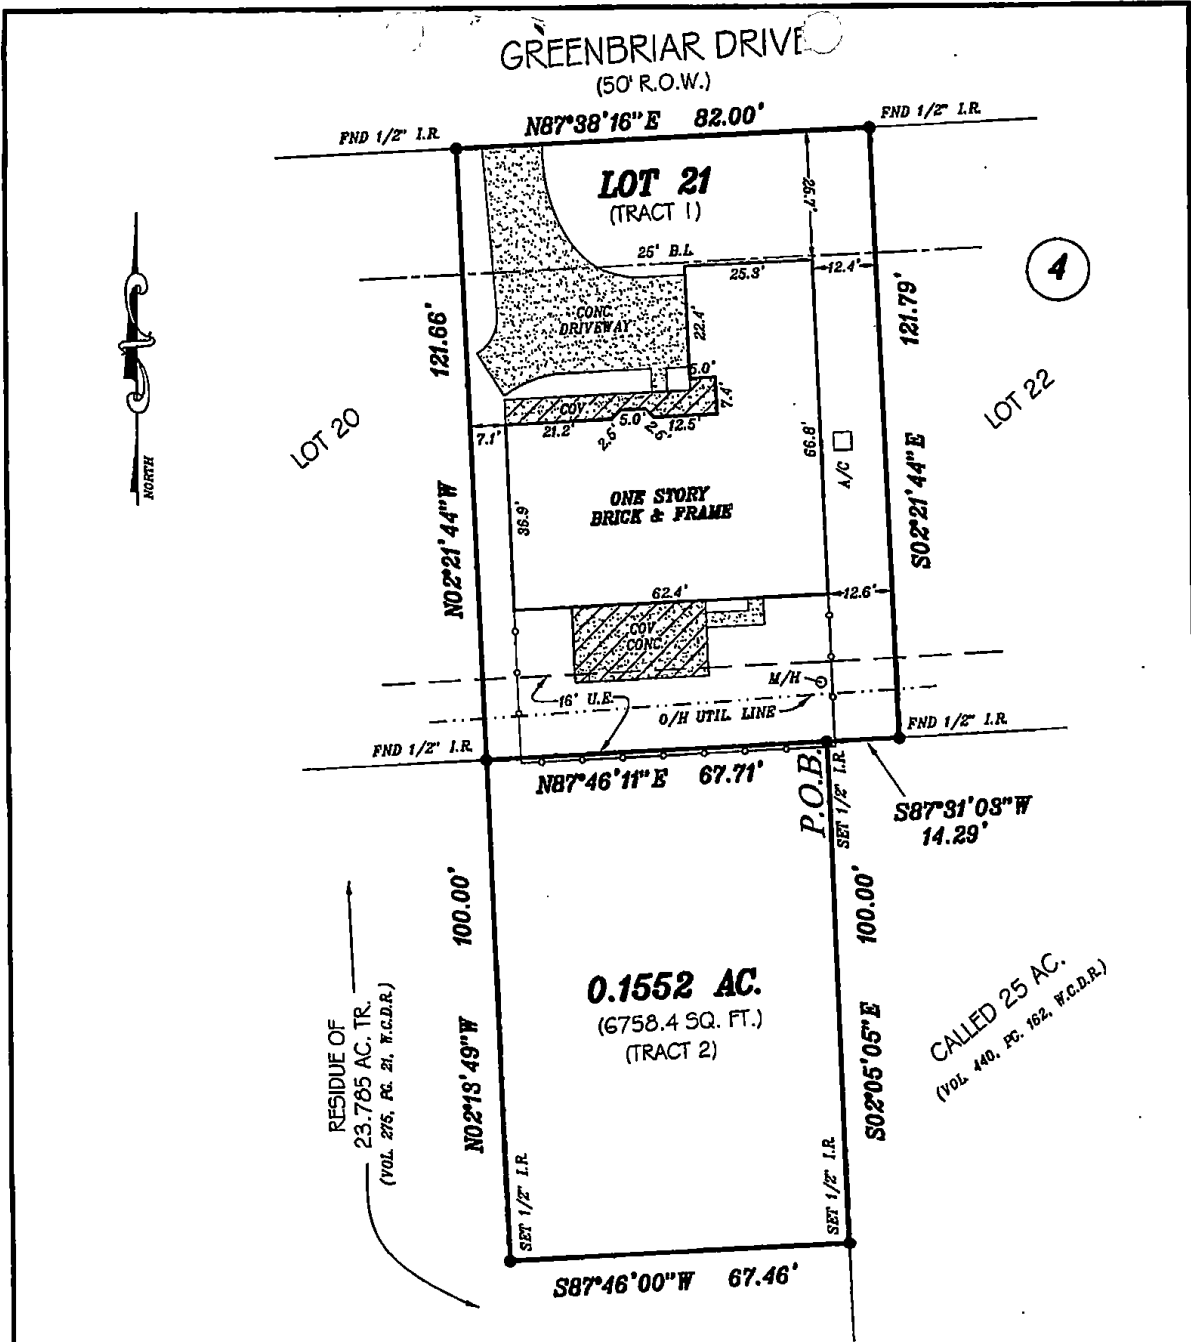 GREENBRIAR DRIVE
(50' R.O.W.)
FND 1/2" I.R.
N87°38'16"E 82.00'
FND 1/2" I.R.
LOT 21
(TRACT 1)
25.7'
25' B.L.
25.3'
12.4'
4
121.66'
CONC.
DRIVEWAY
22.4'
121.79'
5.0'
7.4'
COV
LOT 20
LOT 22
7.1'
21.2'
2.6'
5.0'
2.6'
12.5'
66.8'
A/C
NORTH
36.9'
ONE STORY
BRICK & FRAME
N02°21'44"W
S02°21'44"E
62.4'
12.6'
COV
CONC.
M/H
16' U.E.
O/H UTIL. LINE
FND 1/2" I.R.
FND 1/2" I.R.
N87°46'11"E 67.71'
P.O.B.
SET 1/2" I.R.
S87°31'03"W
14.29'
100.00'
100.00'
0.1552 AC.
(6758.4 SQ. FT.)
(TRACT 2)
RESIDUE OF
23.785 AC. TR.
(VOL. 275, PG. 21, W.C.D.R.)
N02°13'49"W
S02°05'05"E
CALLED 25 AC.
(VOL. 440, PG. 162, W.C.D.R.)
SET 1/2" I.R.
SET 1/2" I.R.
S87°46'00"W 67.46'